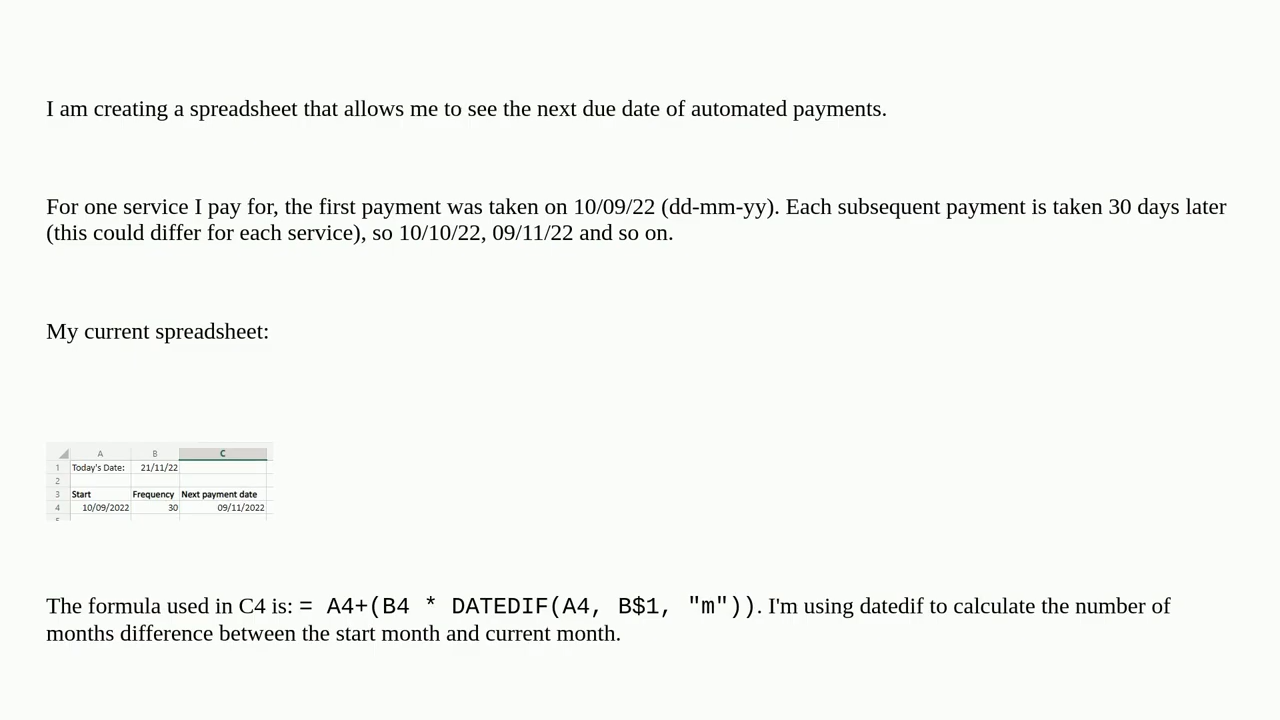 I am creating a spreadsheet that allows me to see the next due date of automated payments.
For one service I pay for, the first payment was taken on 10/09/22 (dd-mm-yy). Each subsequent payment is taken 30 days later
(this could differ for each service), so 10/10/22, 09/11/22 and so on.
My current spreadsheet:
A B C
1 Today's Date: 21/11/22
2
3 Start Frequency Next payment date
4 10/09/2022 30 09/11/2022
The formula used in C4 is: = A4+(B4 * DATEDIF(A4, B$1, "m")). I'm using datedif to calculate the number of
months difference between the start month and current month.